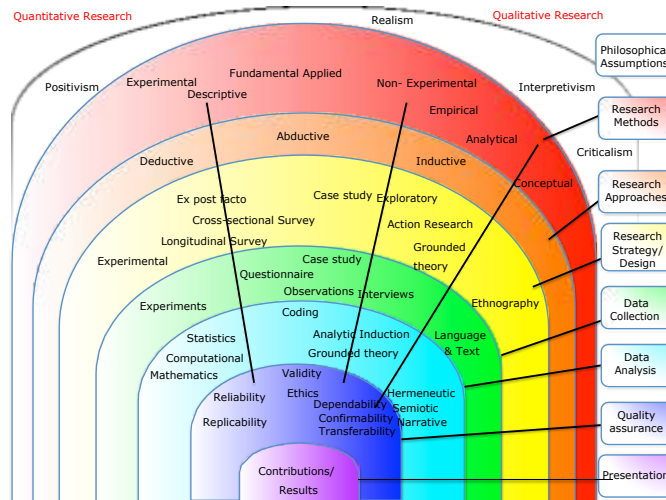 Quantitative Research
Realism
Qualitative Research
Philosophical
Assumptions
Positivism
Experimental
Fundamental Applied
Descriptive
Non- Experimental
Interpretivism
Empirical
Analytical
Research
Methods
Criticalism
Conceptual
Abductive
Deductive
Inductive
Research
Approaches
Ex post facto
Case study
Exploratory
Cross-sectional Survey
Action Research
Longitudinal Survey
Grounded
theory
Experimental
Ethnography
Research
Strategy/
Design
Case study
Questionnaire
Observations
Interviews
Experiments
Language
& Text
Data
Collection
Coding
Statistics
Analytic Induction
Computational
Grounded theory
Mathematics
Hermeneutic
Semiotic
Narrative
Data
Analysis
Validity
Reliability
Ethics
Dependability
Replicability
Confirmability
Transferability
Quality
assurance
Contributions/
Results
Presentation